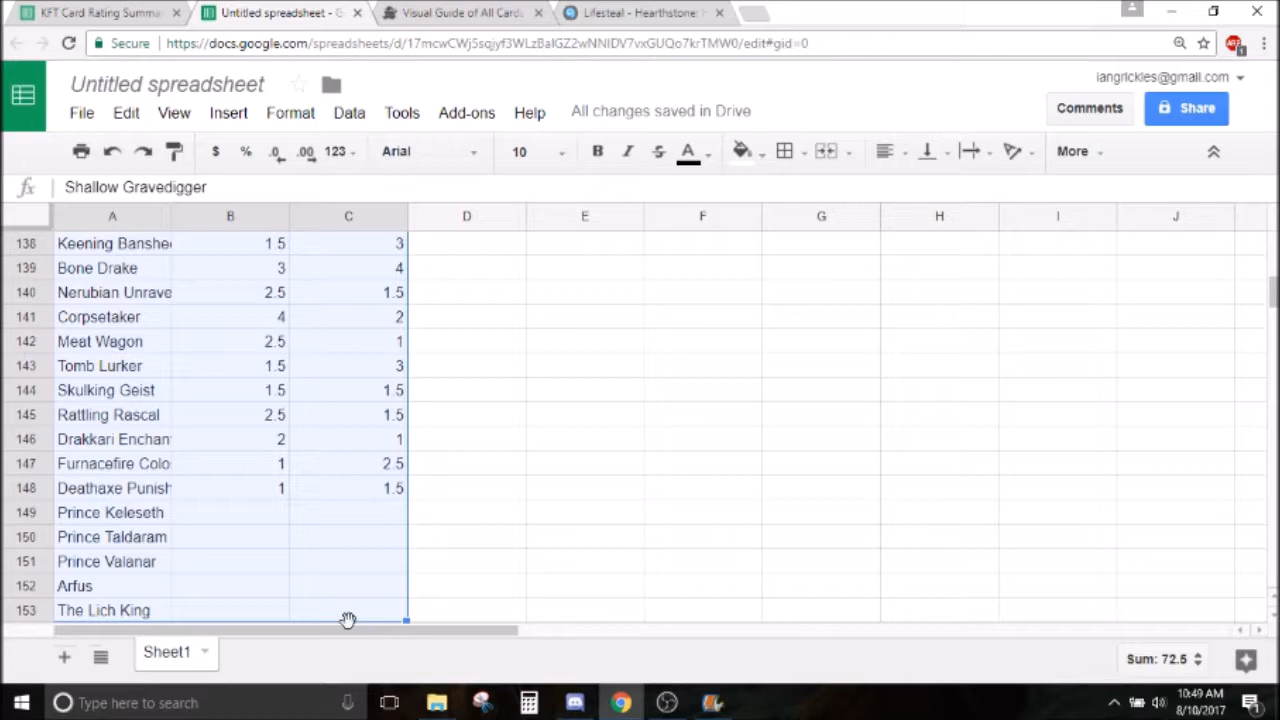 KFT Card Rating Summa
Untitled spreadsheet - G
Visual Guide of All Cards
Lifesteal - Hearthstone:
Secure
https://docs.google.com/spreadsheets/d/17mcwCWj5sqjyf3WLzBalGZ2wNNIDV7vxGUQo7krTMW0/edit#gid=0
Untitled spreadsheet
iangrickles@gmail.com
File Edit View Insert Format Data Tools Add-ons Help All changes saved in Drive
Comments
Share
$ % .0 .00 123 Arial 10 B I S A More
fx Shallow Gravedigger
A B C D E F G H I J
138 Keening Banshee 1.5 3
139 Bone Drake 3 4
140 Nerubian Unrave 2.5 1.5
141 Corpsetaker 4 2
142 Meat Wagon 2.5 1
143 Tomb Lurker 1.5 3
144 Skulking Geist 1.5 1.5
145 Rattling Rascal 2.5 1.5
146 Drakkari Enchan 2 1
147 Furnacefire Colo 1 2.5
148 Deathaxe Punish 1 1.5
149 Prince Keleseth
150 Prince Taldaram
151 Prince Valanar
152 Arfus
153 The Lich King
Sheet1
Sum: 72.5
Type here to search
10:49 AM
8/10/2017